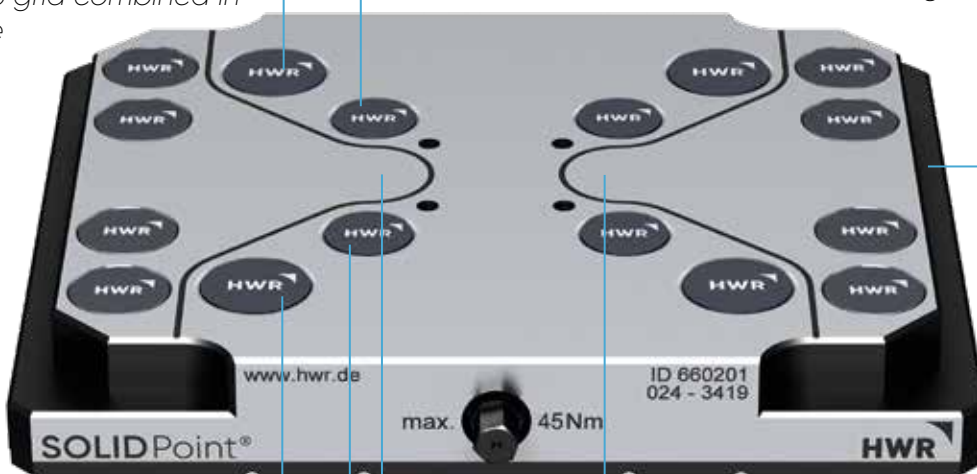 grid combined in
HWR HWR HWR HWR
HWR HWR HWR HWR
HWR HWR HWR HWR
HWR HWR HWR HWR
www.hwr.de
ID 660201
024 - 3419
max. 45Nm
SOLIDPoint®
HWR